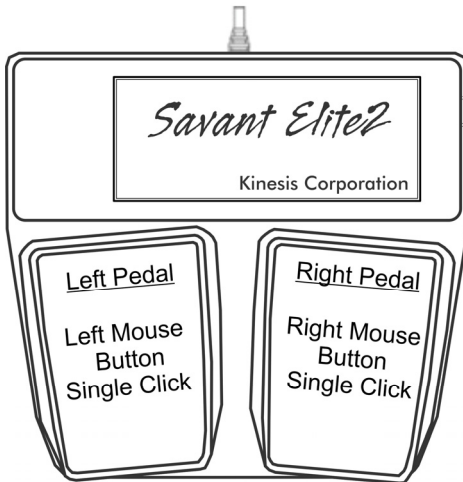 Savant Elite2
Kinesis Corporation
Left Pedal
Left Mouse
Button
Single Click
Right Pedal
Right Mouse
Button
Single Click